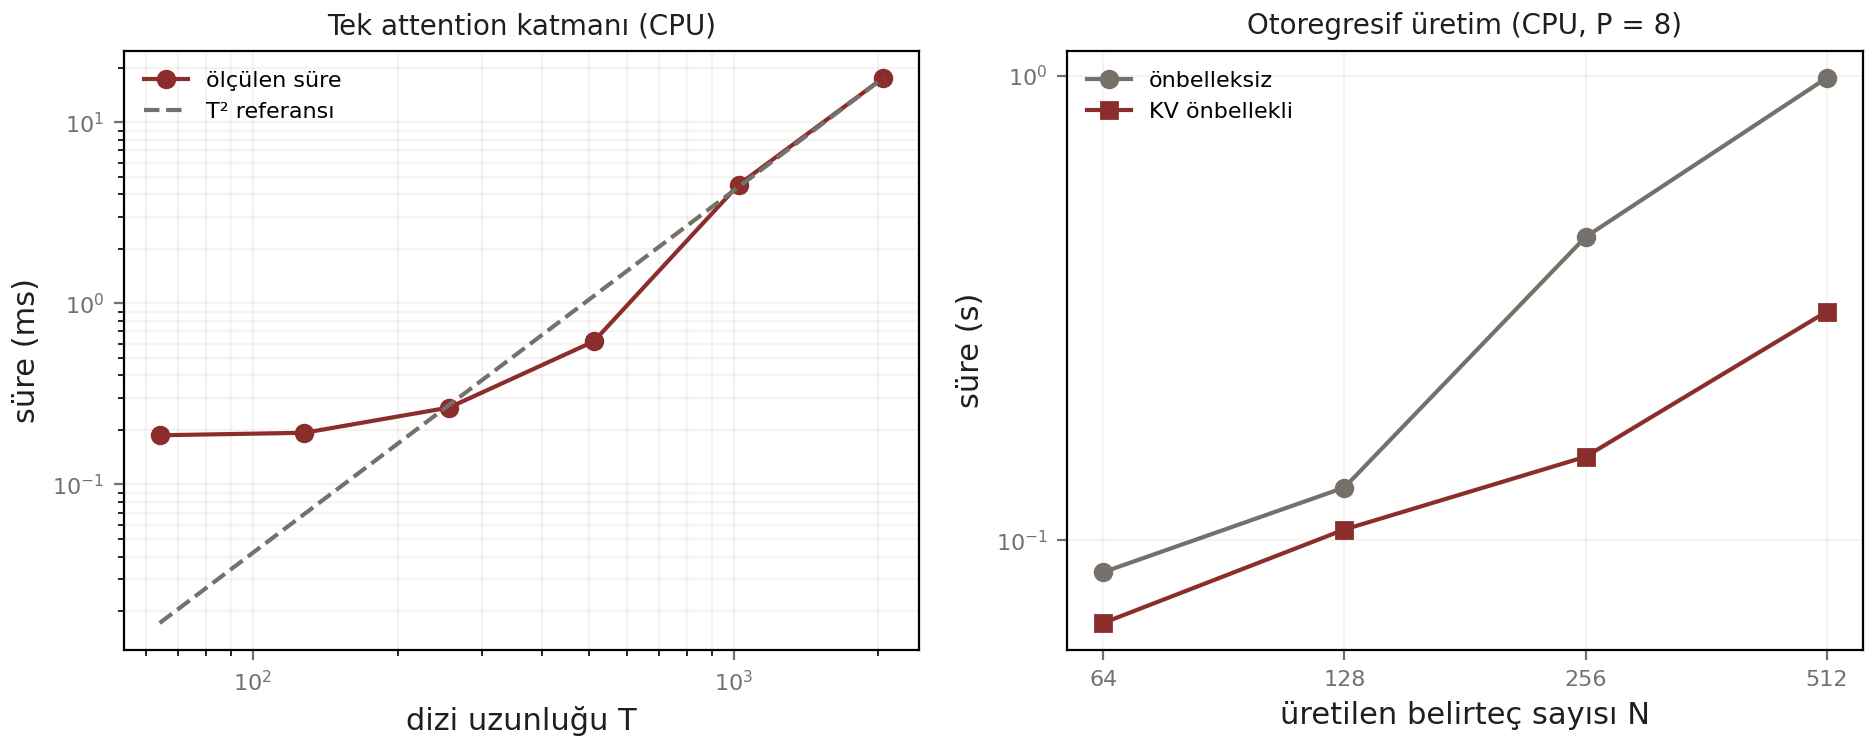 Tek attention katmanı (CPU)
ölçülen süre
T² referansı
süre (ms)
10¹
10⁰
10⁻¹
10²
10³
dizi uzunluğu T
Otoregresif üretim (CPU, P = 8)
önbelleksiz
KV önbellekli
süre (s)
10⁰
10⁻¹
64
128
256
512
üretilen belirteç sayısı N